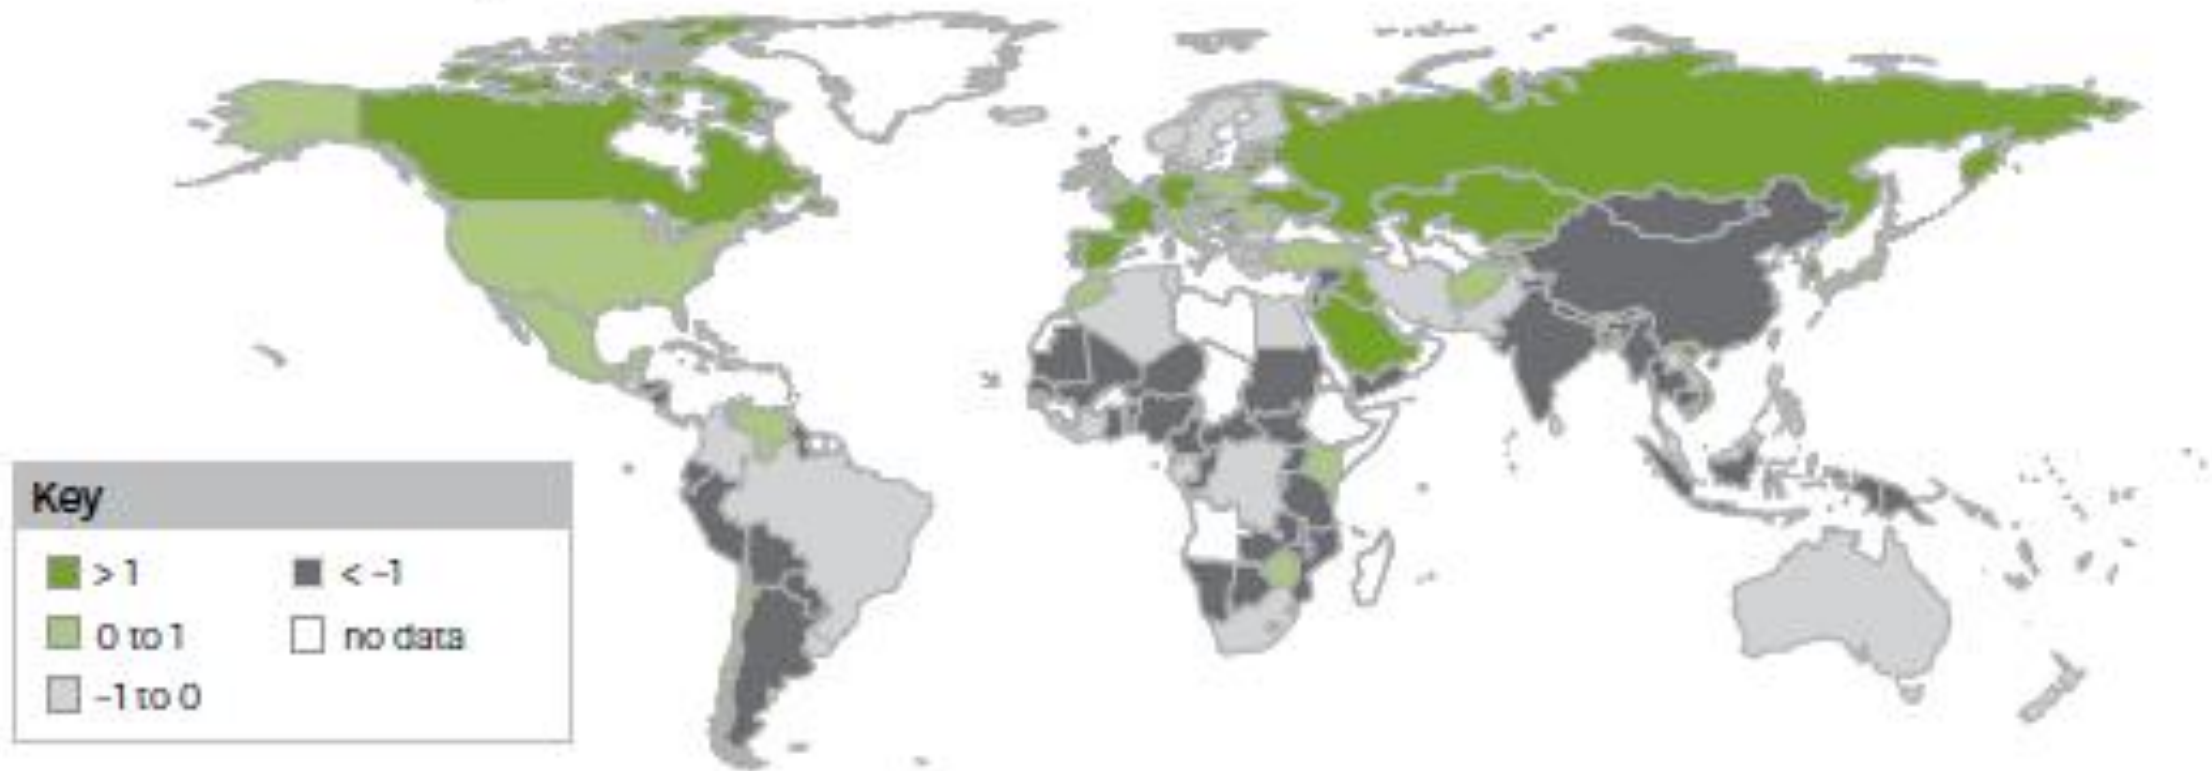 Key
> 1
< –1
0 to 1
no data
–1 to 0